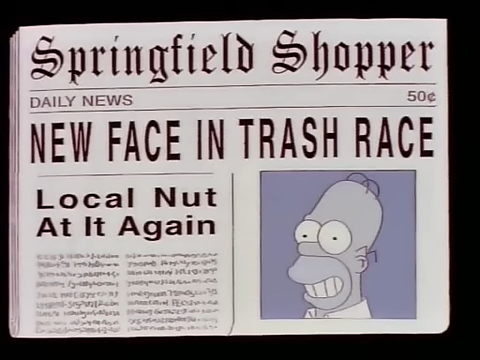 Springfield Shopper
DAILY NEWS 50¢
NEW FACE IN TRASH RACE
Local Nut
At It Again